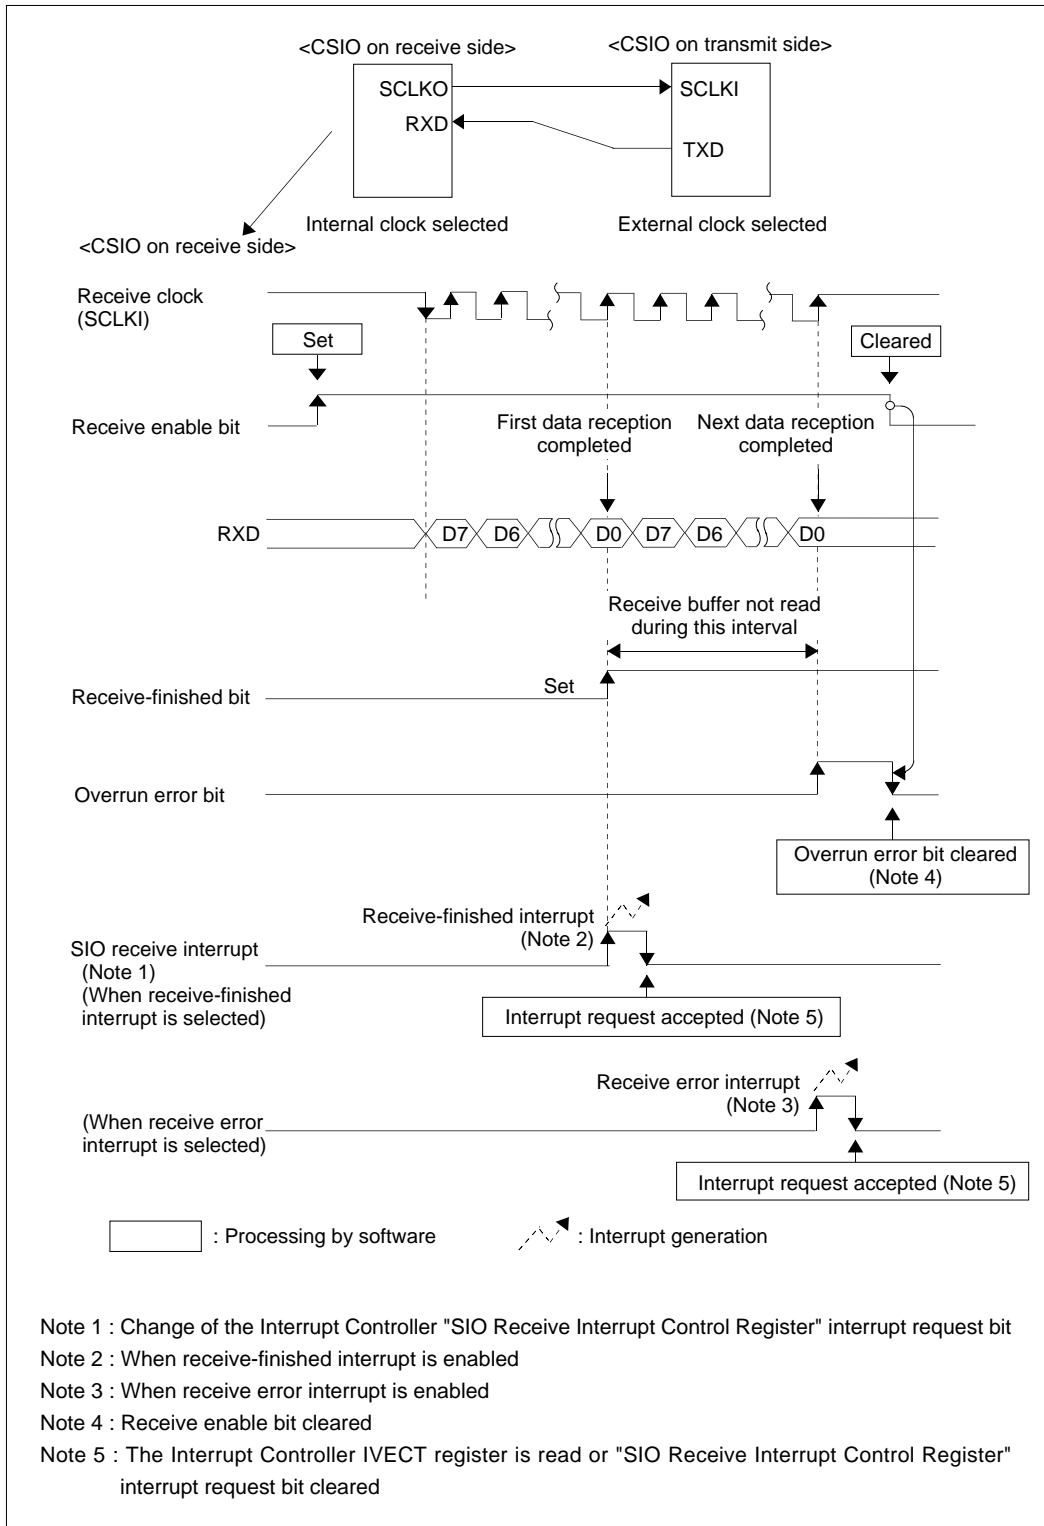 <CSIO on receive side>
<CSIO on transmit side>
SCLKO
SCLKI
RXD
TXD
Internal clock selected
External clock selected
<CSIO on receive side>
Receive clock
(SCLKI)
Set
Cleared
Receive enable bit
First data reception
completed
Next data reception
completed
RXD
D7
D6
D0
D7
D6
D0
Receive buffer not read
during this interval
Receive-finished bit
Set
Overrun error bit
Overrun error bit cleared
(Note 4)
Receive-finished interrupt
(Note 2)
SIO receive interrupt
(Note 1)
(When receive-finished
interrupt is selected)
Interrupt request accepted (Note 5)
Receive error interrupt
(Note 3)
(When receive error
interrupt is selected)
Interrupt request accepted (Note 5)
: Processing by software
: Interrupt generation
Note 1 : Change of the Interrupt Controller "SIO Receive Interrupt Control Register" interrupt request bit
Note 2 : When receive-finished interrupt is enabled
Note 3 : When receive error interrupt is enabled
Note 4 : Receive enable bit cleared
Note 5 : The Interrupt Controller IVECT register is read or "SIO Receive Interrupt Control Register"
interrupt request bit cleared